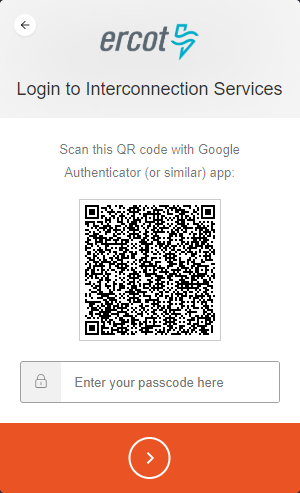 ercot
Login to Interconnection Services
Scan this QR code with Google
Authenticator (or similar) app:
Enter your passcode here